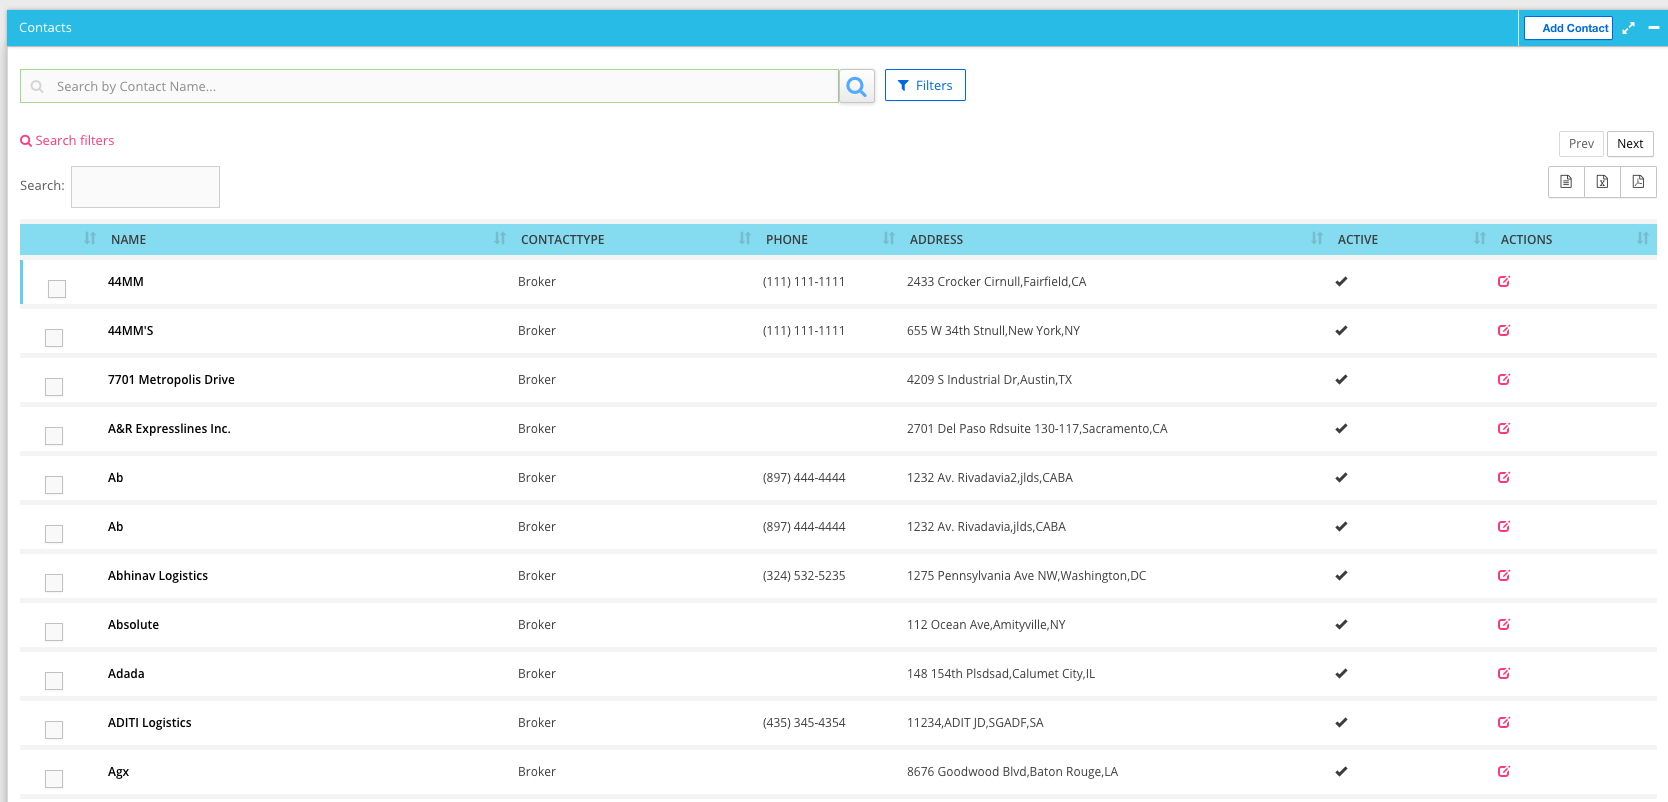 Contacts Add Contact
Search by Contact Name... Filters
Search filters
Prev Next
Search:
NAME CONTACTTYPE PHONE ADDRESS ACTIVE ACTIONS
44MM Broker (111) 111-1111 2433 Crocker Cirnull,Fairfield,CA
44MM'S Broker (111) 111-1111 655 W 34th Stnull,New York,NY
7701 Metropolis Drive Broker 4209 S Industrial Dr,Austin,TX
A&R Expresslines Inc. Broker 2701 Del Paso Rdsuite 130-117,Sacramento,CA
Ab Broker (897) 444-4444 1232 Av. Rivadavia2,jlds,CABA
Ab Broker (897) 444-4444 1232 Av. Rivadavia,jlds,CABA
Abhinav Logistics Broker (324) 532-5235 1275 Pennsylvania Ave NW,Washington,DC
Absolute Broker 112 Ocean Ave,Amityville,NY
Adada Broker 148 154th Plsdsad,Calumet City,IL
ADITI Logistics Broker (435) 345-4354 11234,ADIT JD,SGADF,SA
Agx Broker 8676 Goodwood Blvd,Baton Rouge,LA